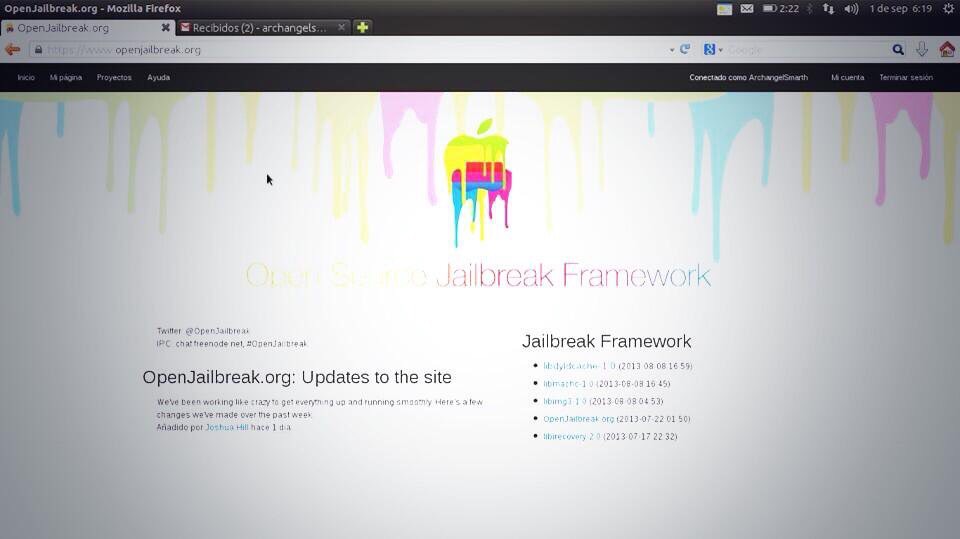 OpenJailbreak.org - Mozilla Firefox
2:22
1 de sep 6:19
OpenJailbreak.org
Recibidos (2) - archangels...
https://www.openjailbreak.org
Google
Inicio Mi página Proyectos Ayuda
Conectado como ArchangelSmarth Mi cuenta Terminar sesión
Open Source Jailbreak Framework
Twitter: @OpenJailbreak
IRC: chat.freenode.net, #OpenJailbreak
OpenJailbreak.org: Updates to the site
We've been working like crazy to get everything up and running smoothly. Here's a few
changes we've made over the past week.
Añadido por Joshua Hill hace 1 día
Jailbreak Framework
libdyldcache-1.0 (2013-08-08 16:59)
libmacho-1.0 (2013-08-08 16:45)
libimg3-1.0 (2013-08-08 04:53)
OpenJailbreak.org (2013-07-22 01:50)
librecovery-2.0 (2013-07-17 22:32)